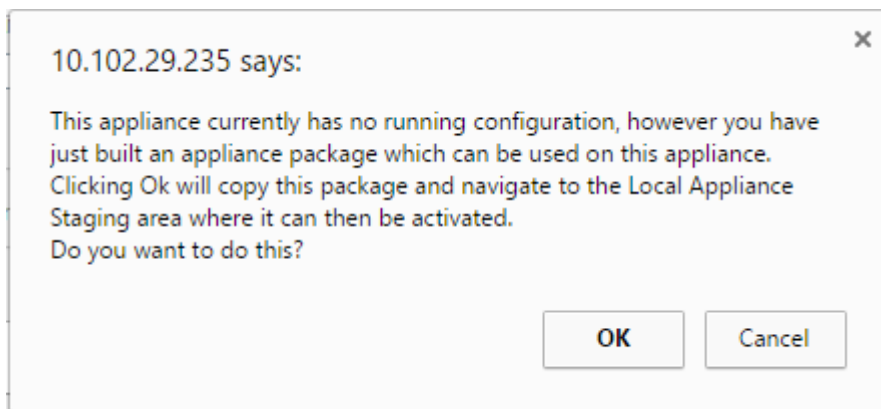 10.102.29.235 says:
This appliance currently has no running configuration, however you have
just built an appliance package which can be used on this appliance.
Clicking Ok will copy this package and navigate to the Local Appliance
Staging area where it can then be activated.
Do you want to do this?
OK
Cancel